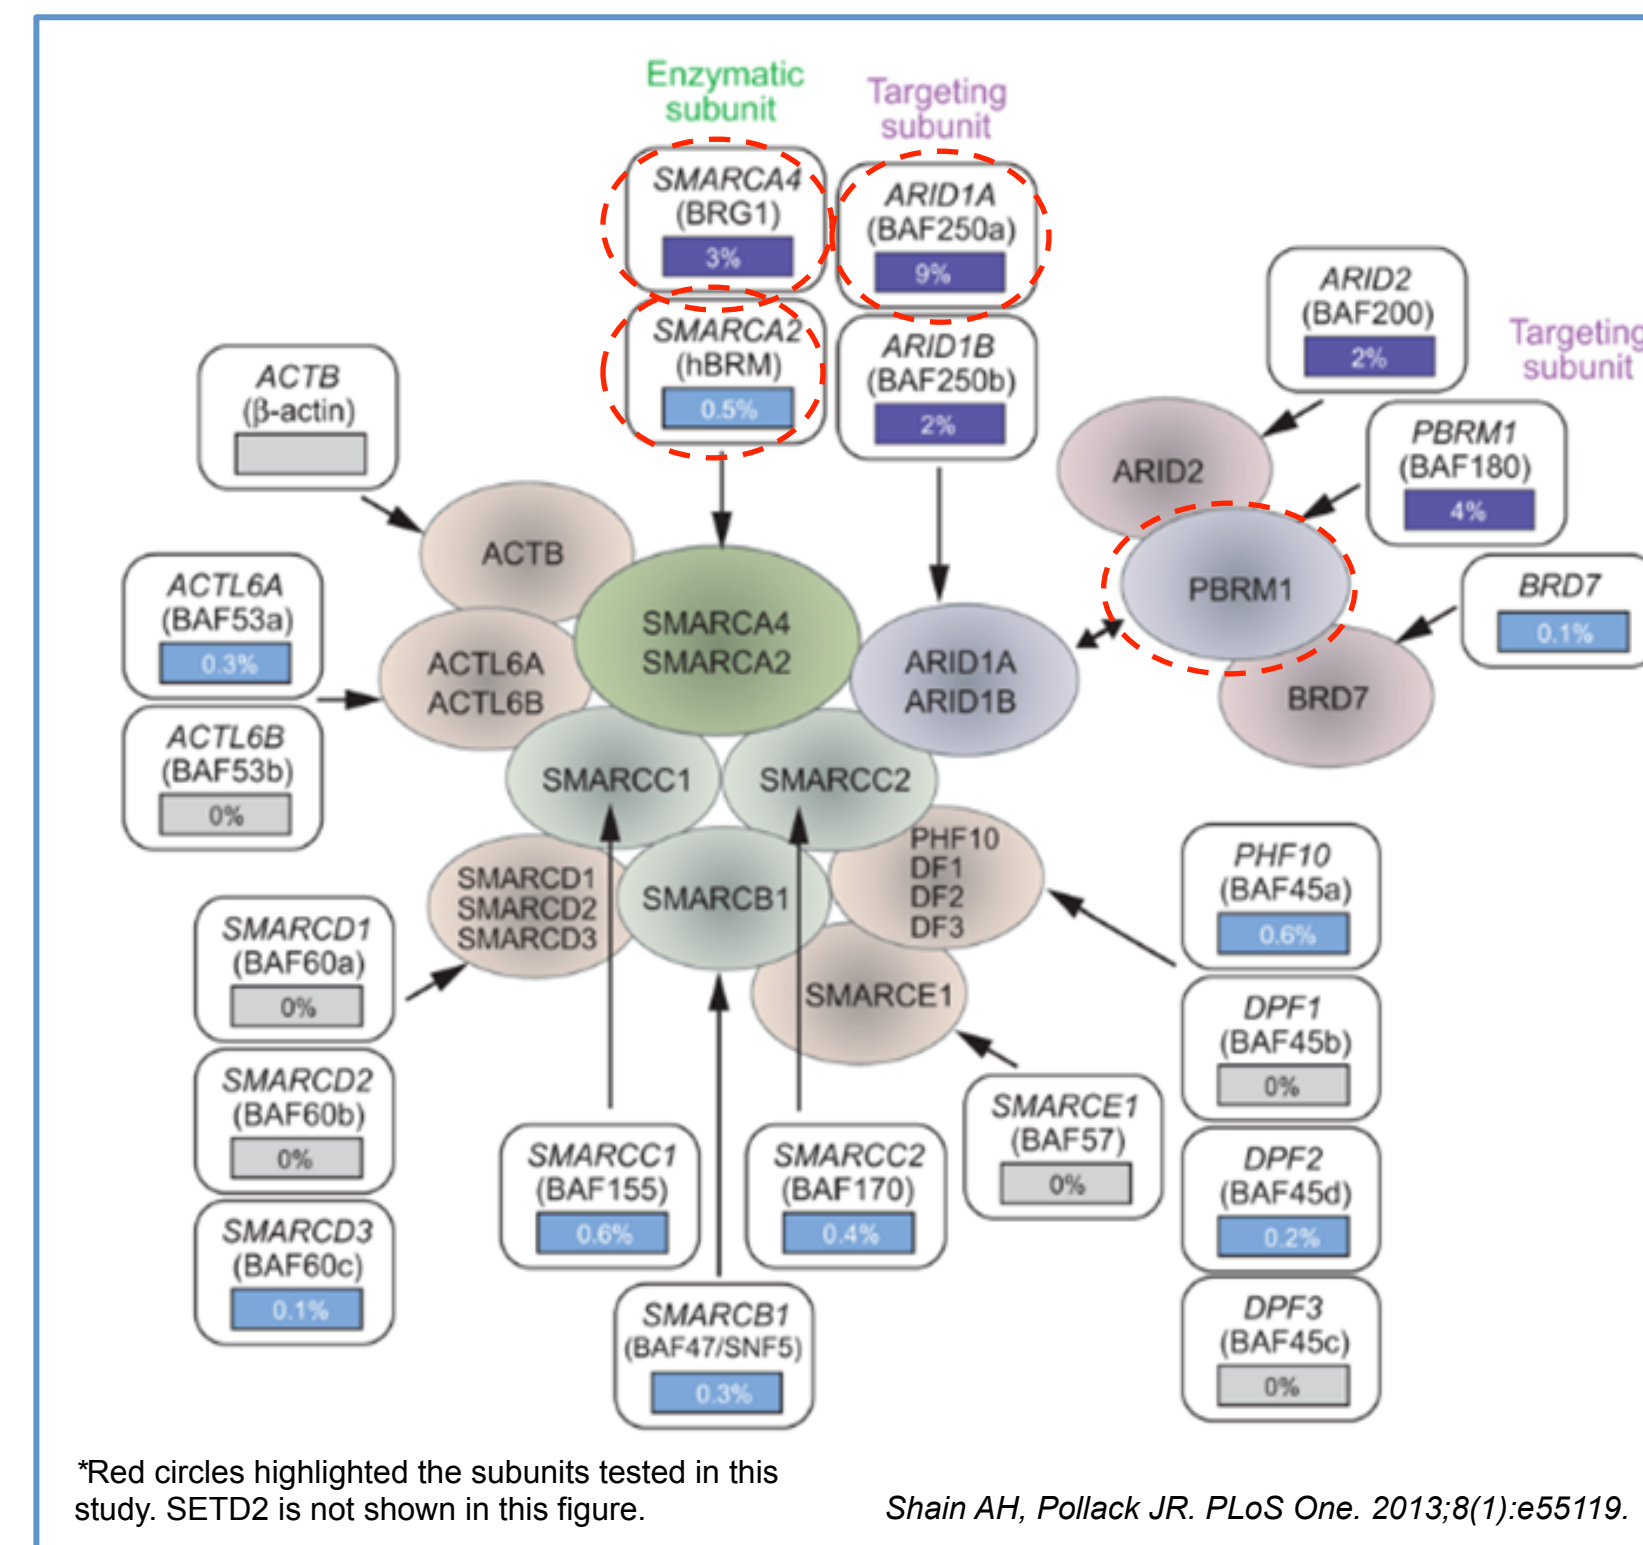 Enzymatic
subunit
Targeting
subunit
SMARCA4
(BRG1)
3%
ARID1A
(BAF250a)
9%
SMARCA2
(hBRM)
0.5%
ARID1B
(BAF250b)
2%
ARID2
(BAF200)
2%
Targeting
subunit
PBRM1
(BAF180)
4%
BRD7
0.1%
ACTB
(β-actin)
ACTL6A
(BAF53a)
0.3%
ACTL6B
(BAF53b)
0%
ACTB
ARID2
PBRM1
BRD7
SMARCA4
SMARCA2
ACTL6A
ACTL6B
ARID1A
ARID1B
SMARCC1
SMARCC2
SMARCD1
SMARCD2
SMARCD3
SMARCB1
PHF10
DF1
DF2
DF3
SMARCE1
SMARCD1
(BAF60a)
0%
SMARCD2
(BAF60b)
0%
SMARCD3
(BAF60c)
0.1%
SMARCC1
(BAF155)
0.6%
SMARCB1
(BAF47/SNF5)
0.3%
SMARCC2
(BAF170)
0.4%
SMARCE1
(BAF57)
0%
PHF10
(BAF45a)
0.6%
DPF1
(BAF45b)
0%
DPF2
(BAF45d)
0.2%
DPF3
(BAF45c)
0%
*Red circles highlighted the subunits tested in this
study. SETD2 is not shown in this figure.
Shain AH, Pollack JR. PLoS One. 2013;8(1):e55119.